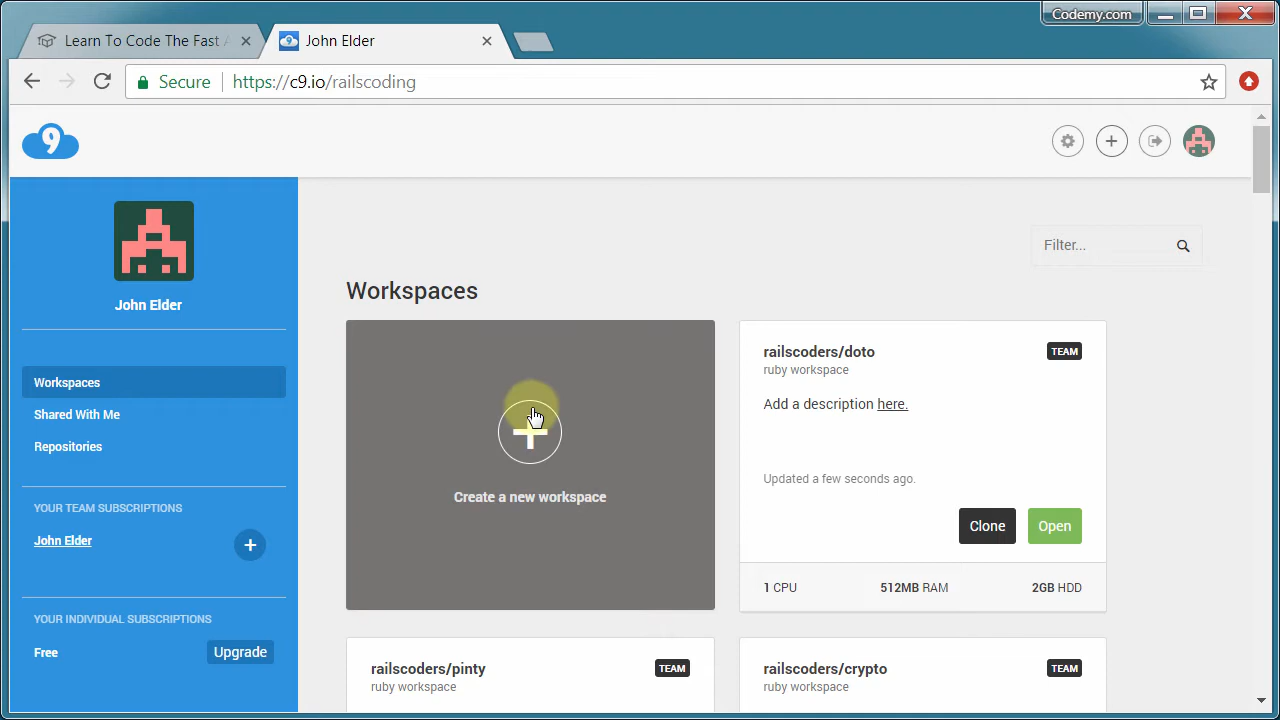 Codemy.com
Learn To Code The Fast A
John Elder
Secure
https://c9.io/railscoding
9
John Elder
Workspaces
Shared With Me
Repositories
YOUR TEAM SUBSCRIPTIONS
John Elder
YOUR INDIVIDUAL SUBSCRIPTIONS
Free
Upgrade
Filter...
Workspaces
Create a new workspace
railscoders/doto
TEAM
ruby workspace
Add a description here.
Updated a few seconds ago.
Clone
Open
1 CPU
512MB RAM
2GB HDD
railscoders/pinty
TEAM
ruby workspace
railscoders/crypto
TEAM
ruby workspace